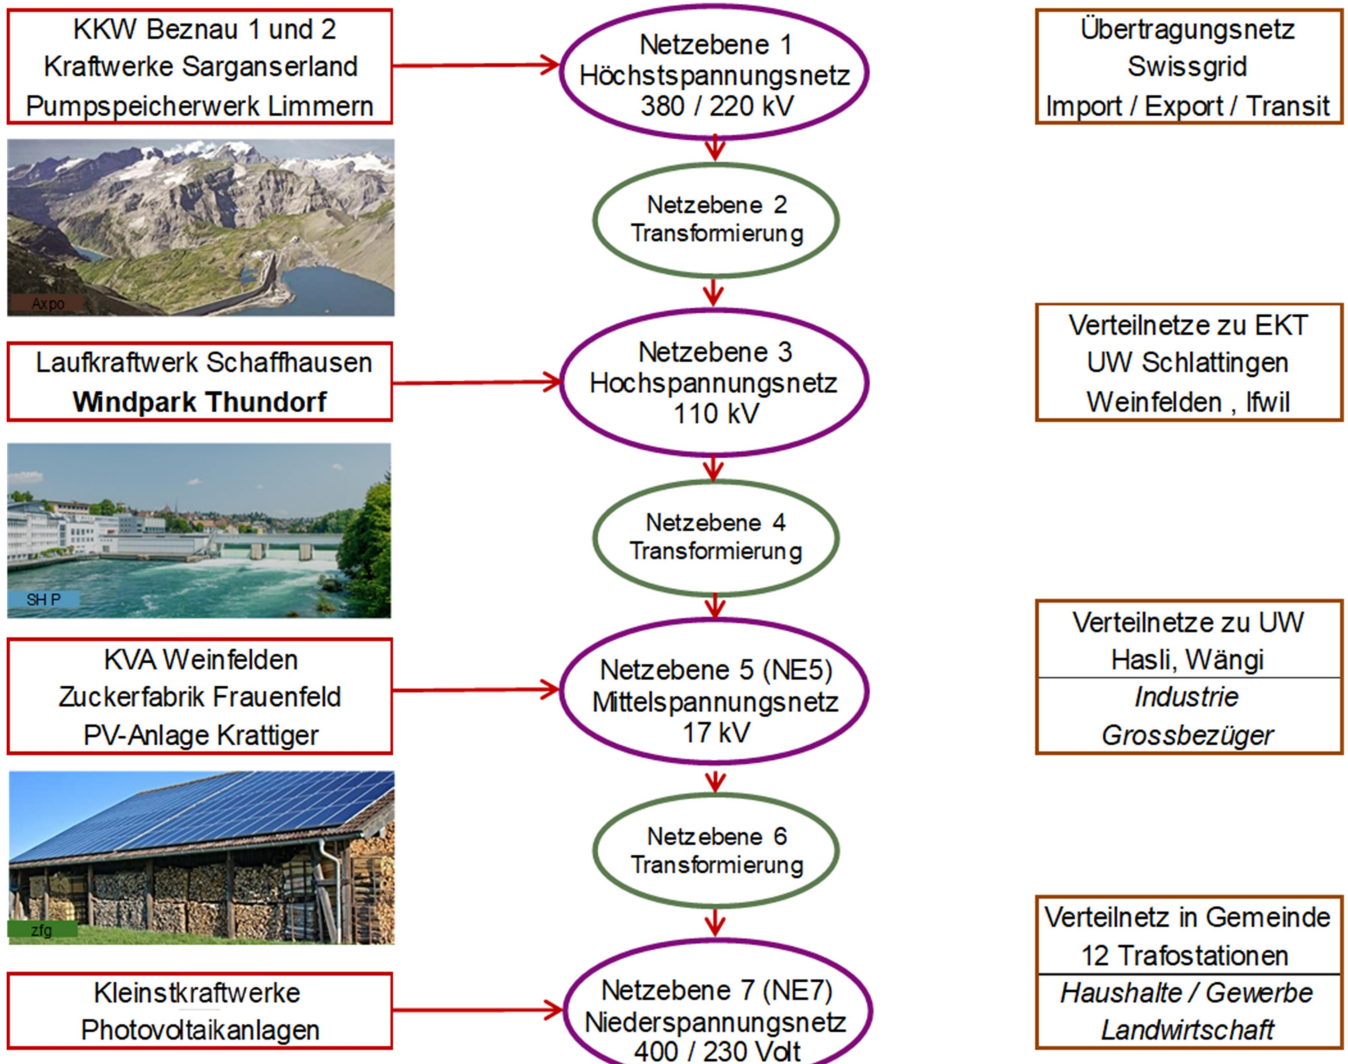 KKW Beznau 1 und 2
Kraftwerke Sarganserland
Pumpspeicherwerk Limmern
Netzebene 1
Höchstspannungsnetz
380 / 220 kV
Übertragungsnetz
Swissgrid
Import / Export / Transit
Axpo
Netzebene 2
Transformierung
Laufkraftwerk Schaffhausen
Windpark Thundorf
Netzebene 3
Hochspannungsnetz
110 kV
Verteilnetze zu EKT
UW Schlattingen
Weinfelden , Ifwil
SH P
Netzebene 4
Transformierung
KVA Weinfelden
Zuckerfabrik Frauenfeld
PV-Anlage Krattiger
Netzebene 5 (NE5)
Mittelspannungsnetz
17 kV
Verteilnetze zu UW
Hasli, Wängi
Industrie
Grossbezüger
zfg
Netzebene 6
Transformierung
Kleinstkraftwerke
Photovoltaikanlagen
Netzebene 7 (NE7)
Niederspannungsnetz
400 / 230 Volt
Verteilnetz in Gemeinde
12 Trafostationen
Haushalte / Gewerbe
Landwirtschaft